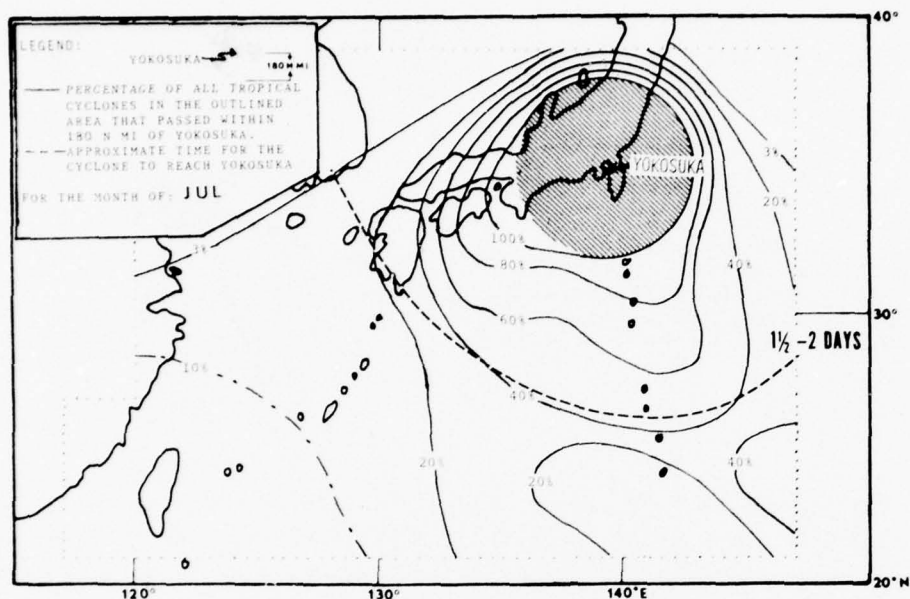 LEGEND:
YOKOSUKA
180 N MI
PERCENTAGE OF ALL TROPICAL
CYCLONES IN THE OUTLINED
AREA THAT PASSED WITHIN
180 N MI OF YOKOSUKA.
APPROXIMATE TIME FOR THE
CYCLONE TO REACH YOKOSUKA
FOR THE MONTH OF: JUL
40°
3%
YOKOSUKA
20%
3%
100%
80%
40%
60%
30°
1½ -2 DAYS
10%
40%
20%
20%
40%
120°
130°
140°E
20°N